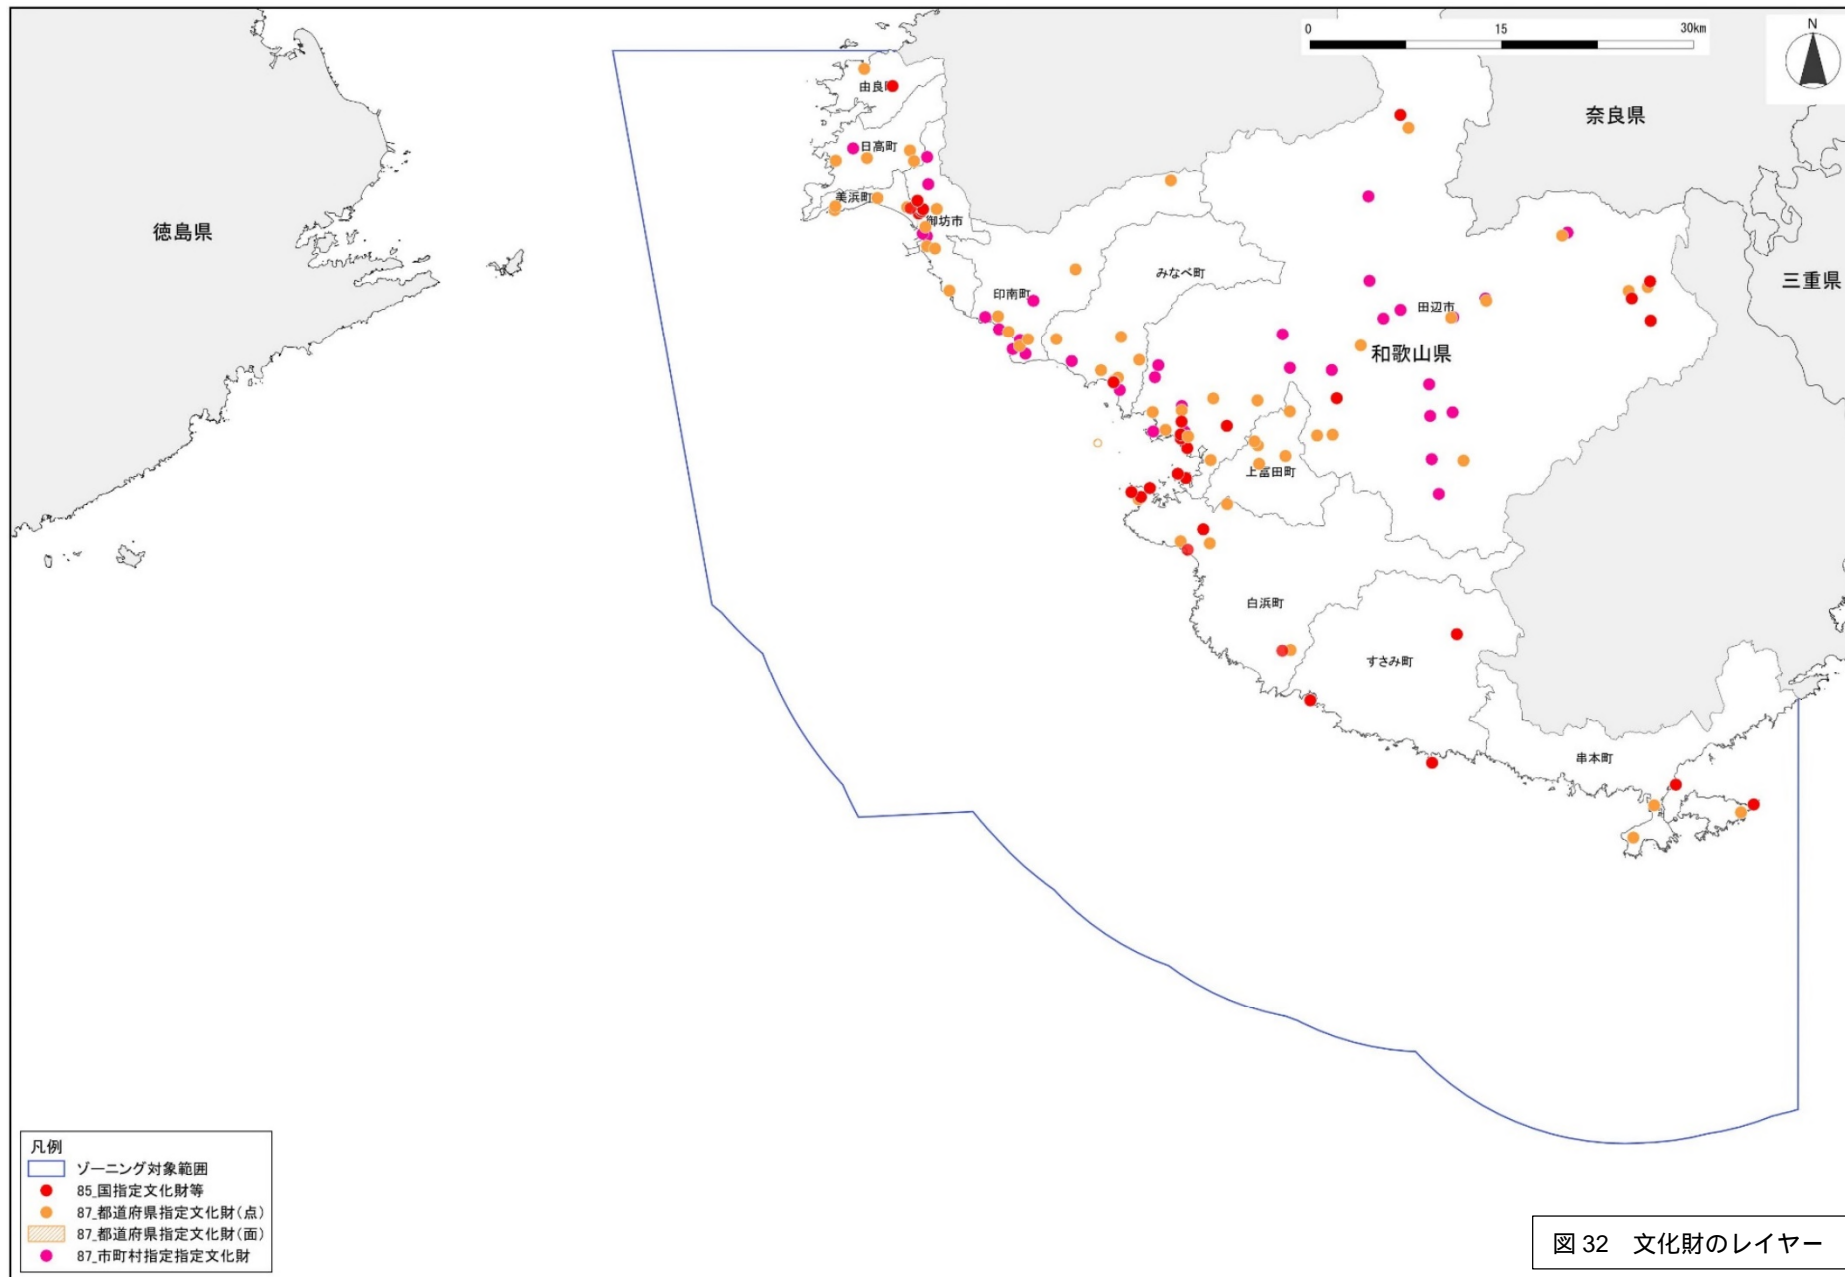 0 15 30km
N
奈良県
由良町
日高町
美浜町
徳島県
御坊市
みなべ町
三重県
印南町
田辺市
和歌山県
上富田町
白浜町
すさみ町
串本町
凡例
ゾーニング対象範囲
85_国指定文化財等
87_都道府県指定文化財(点)
87_都道府県指定文化財(面)
87_市町村指定指定文化財
図 32 文化財のレイヤー